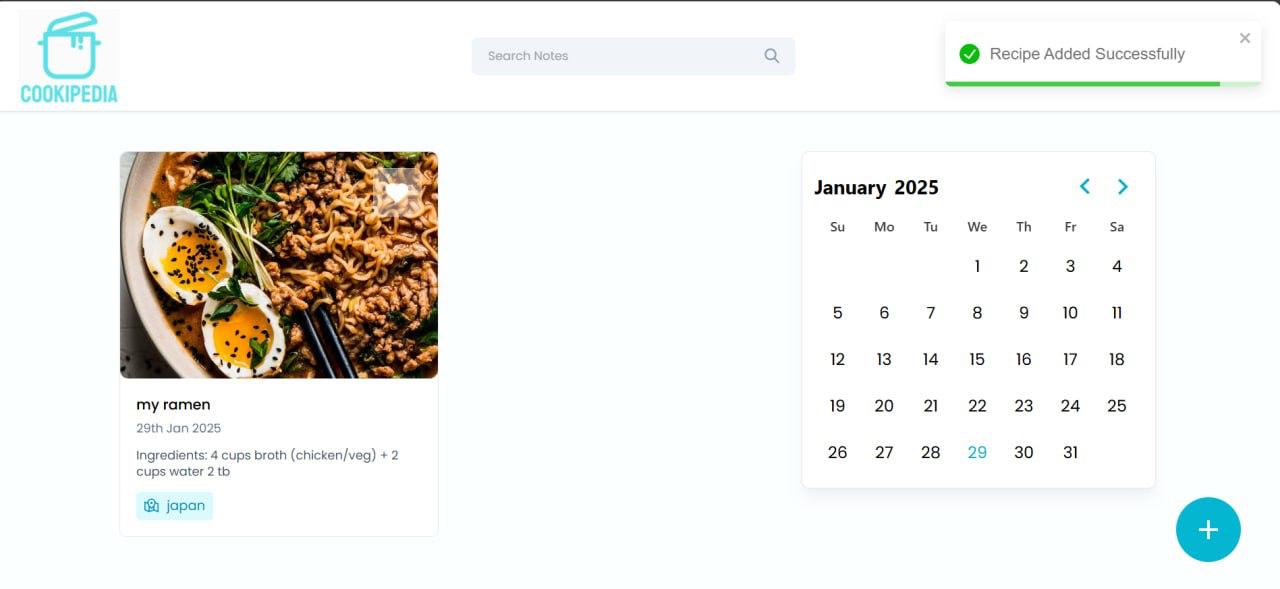 COOKIPEDIA
Search Notes
Recipe Added Successfully
my ramen
29th Jan 2025
Ingredients: 4 cups broth (chicken/veg) + 2
cups water 2 tb
japan
January 2025
Su Mo Tu We Th Fr Sa
1 2 3 4
5 6 7 8 9 10 11
12 13 14 15 16 17 18
19 20 21 22 23 24 25
26 27 28 29 30 31